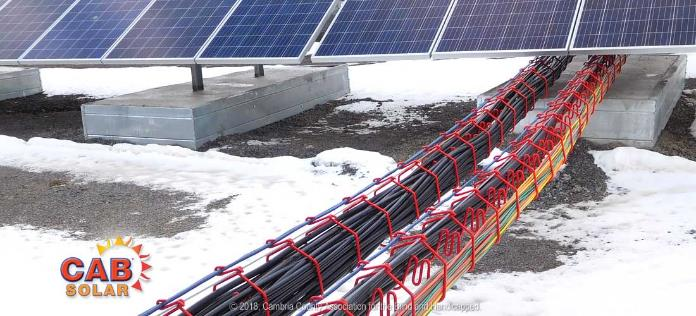 CAB
SOLAR
© 2018, Cambria County Association for the Blind and Handicapped.